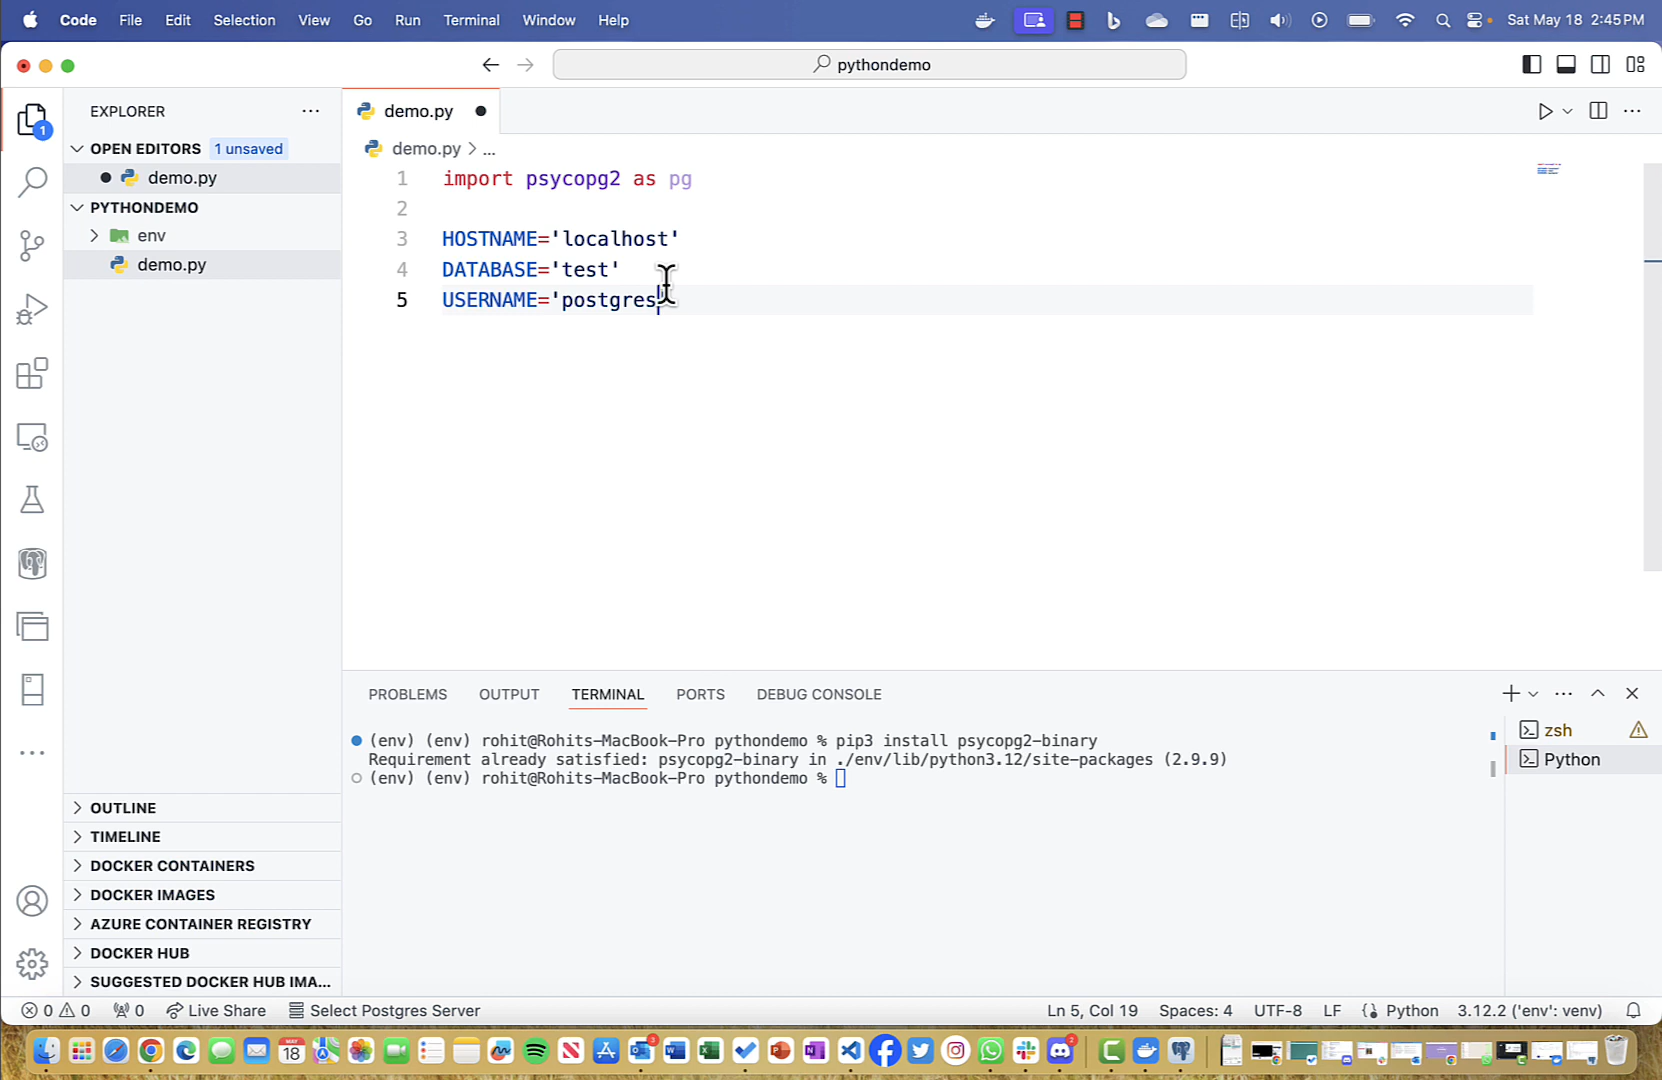 Code File Edit Selection View Go Run Terminal Window Help Sat May 18 2:45 PM
pythondemo
EXPLORER
demo.py
OPEN EDITORS 1 unsaved
demo.py > ...
demo.py
PYTHONDEMO
env
demo.py
1 import psycopg2 as pg
2
3 HOSTNAME='localhost'
4 DATABASE='test'
5 USERNAME='postgres'
1
PROBLEMS OUTPUT TERMINAL PORTS DEBUG CONSOLE
(env) (env) rohit@Rohits-MacBook-Pro pythondemo % pip3 install psycopg2-binary
Requirement already satisfied: psycopg2-binary in ./env/lib/python3.12/site-packages (2.9.9)
(env) (env) rohit@Rohits-MacBook-Pro pythondemo %
zsh
Python
OUTLINE
TIMELINE
DOCKER CONTAINERS
DOCKER IMAGES
AZURE CONTAINER REGISTRY
DOCKER HUB
SUGGESTED DOCKER HUB IMA...
0 0 0 Live Share Select Postgres Server Ln 5, Col 19 Spaces: 4 UTF-8 LF Python 3.12.2 ('env': venv)